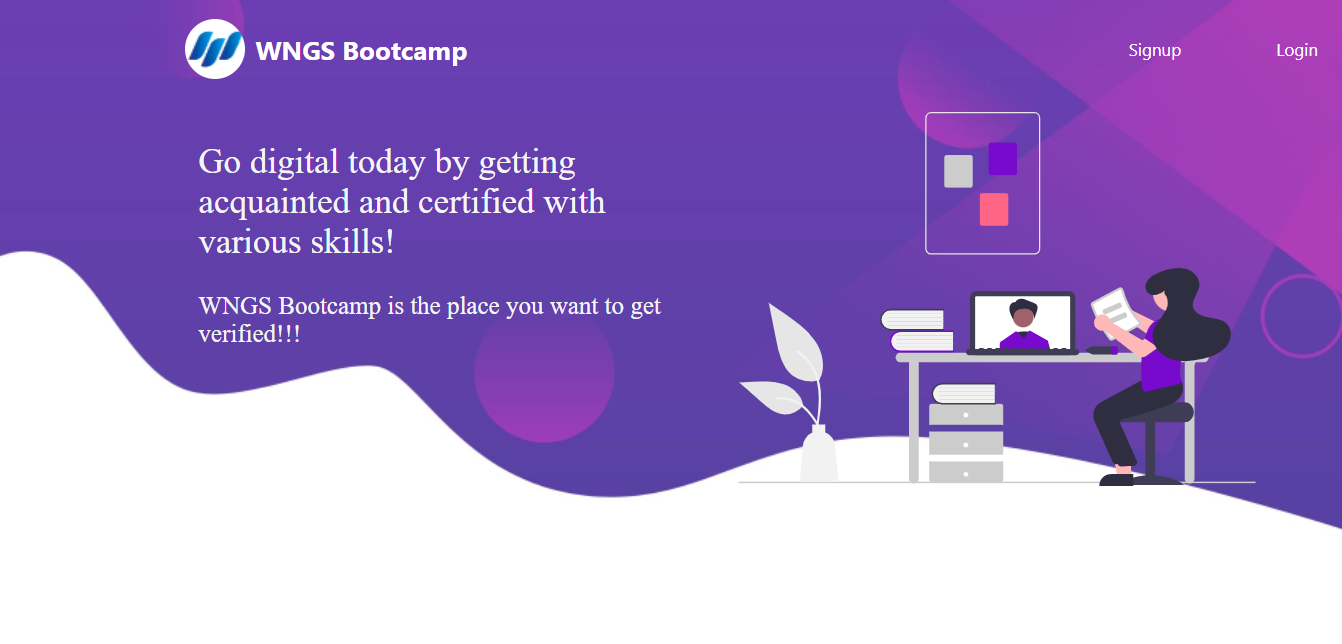 WNGS Bootcamp
Signup
Login
Go digital today by getting
acquainted and certified with
various skills!
WNGS Bootcamp is the place you want to get
verified!!!